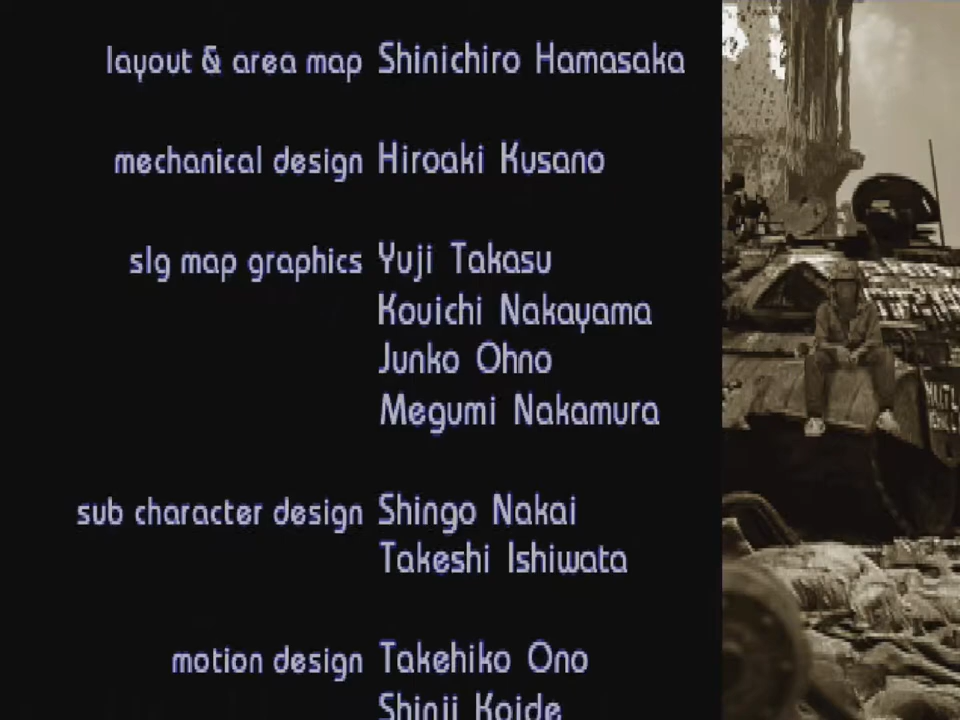 layout & area map Shinichiro Hamasaka
mechanical design Hiroaki Kusano
slg map graphics Yuji Takasu
Kouichi Nakayama
Junko Ohno
Megumi Nakamura
sub character design Shingo Nakai
Takeshi Ishiwata
motion design Takehiko Ono
Shinji Koide